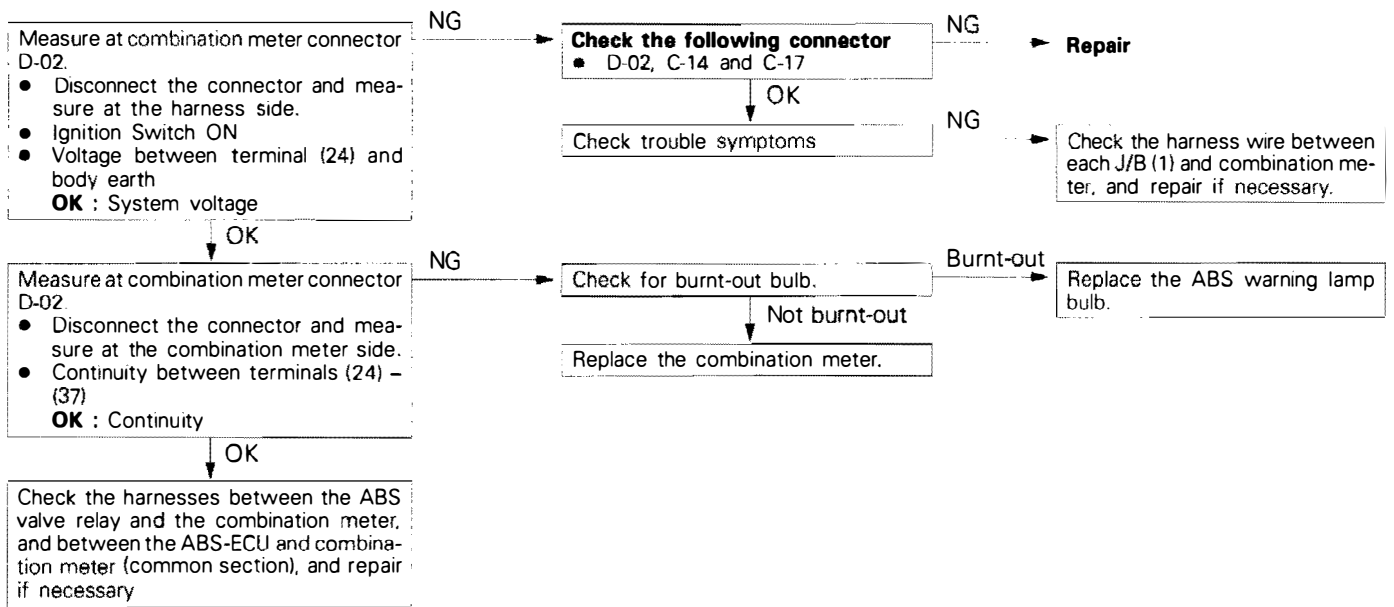 Measure at combination meter connector
D-02.
● Disconnect the connector and mea-
sure at the harness side.
● Ignition Switch ON
● Voltage between terminal (24) and
body earth
OK : System voltage
NG
Check the following connector
● D-02, C-14 and C-17
NG
Repair
OK
Check trouble symptoms
NG
Check the harness wire between
each J/B (1) and combination me-
ter, and repair if necessary.
OK
Measure at combination meter connector
D-02.
● Disconnect the connector and mea-
sure at the combination meter side.
● Continuity between terminals (24) –
(37)
OK : Continuity
NG
Check for burnt-out bulb.
Burnt-out
Replace the ABS warning lamp
bulb.
Not burnt-out
Replace the combination meter.
OK
Check the harnesses between the ABS
valve relay and the combination meter,
and between the ABS-ECU and combina-
tion meter (common section), and repair
if necessary